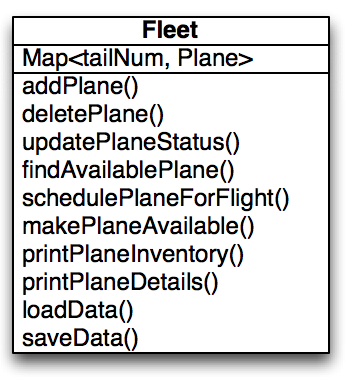 Fleet
Map<tailNum, Plane>
addPlane()
deletePlane()
updatePlaneStatus()
findAvailablePlane()
schedulePlaneForFlight()
makePlaneAvailable()
printPlaneInventory()
printPlaneDetails()
loadData()
saveData()